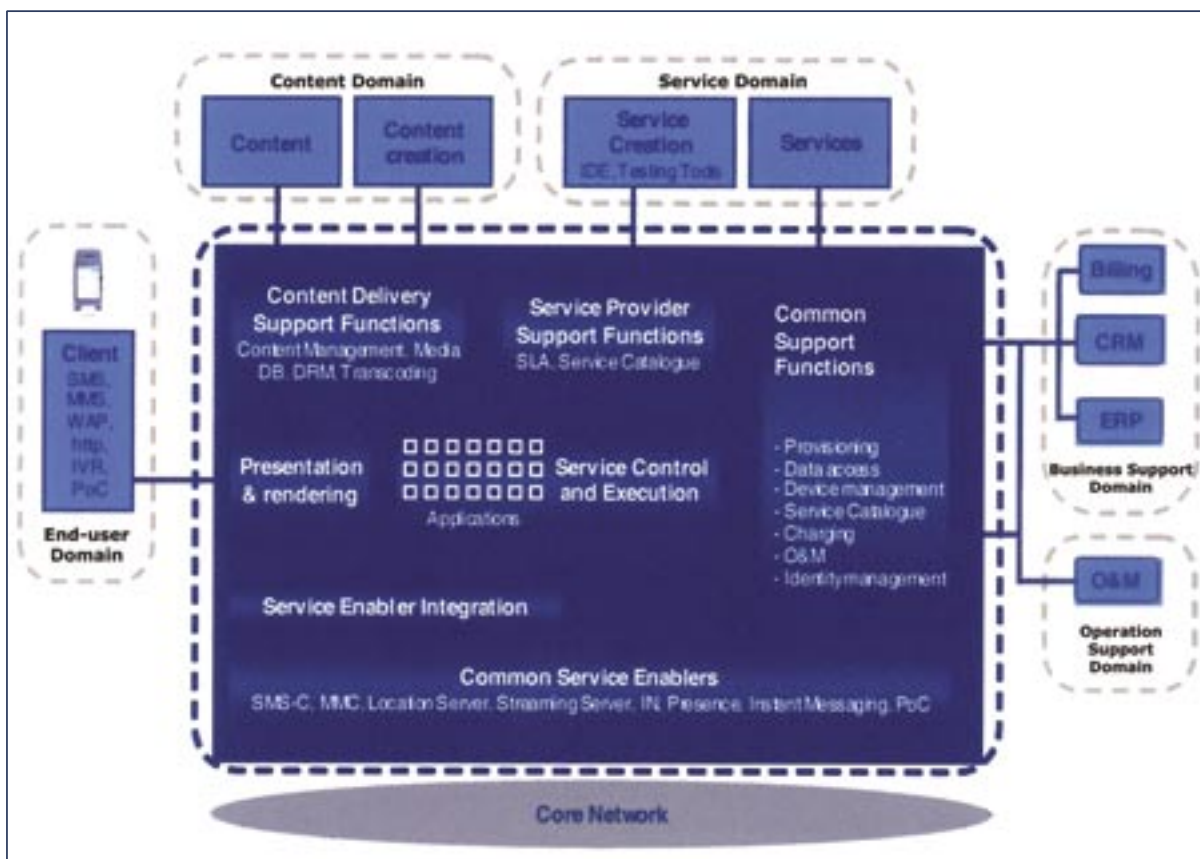 Content Domain
Content
Content
creation
Service Domain
Service
Creation
IDE, Testing Tools
Services
Client
SMS,
MMS,
WAP,
http,
IVR,
PoC
End-user
Domain
Content Delivery
Support Functions
Content Management, Media
DB, DRM, Transcoding
Service Provider
Support Functions
SLA, Service Catalogue
Common
Support
Functions
- Provisioning
- Data access
- Device management
- Service Catalogue
- Charging
- O&M
- Identity management
Presentation
& rendering
Applications
Service Control
and Execution
Service Enabler Integration
Common Service Enablers
SMS-C, MMC, Location Server, Streaming Server, IN, Presence, Instant Messaging, PoC
Billing
CRM
ERP
Business Support
Domain
O&M
Operation
Support
Domain
Core Network